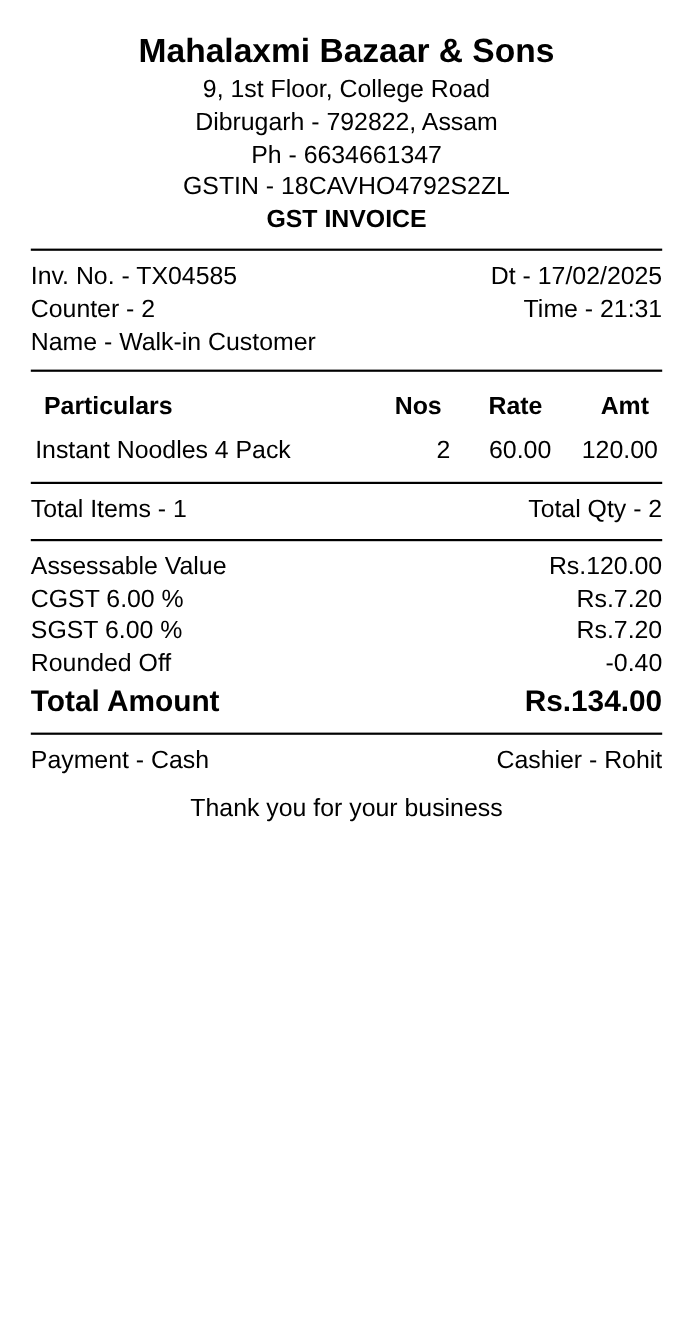 Mahalaxmi Bazaar & Sons
9, 1st Floor, College Road
Dibrugarh - 792822, Assam
Ph - 6634661347
GSTIN - 18CAVHO4792S2ZL
GST INVOICE
Inv. No. - TX04585 Dt - 17/02/2025
Counter - 2 Time - 21:31
Name - Walk-in Customer
Particulars Nos Rate Amt
Instant Noodles 4 Pack 2 60.00 120.00
Total Items - 1 Total Qty - 2
Assessable Value Rs.120.00
CGST 6.00 % Rs.7.20
SGST 6.00 % Rs.7.20
Rounded Off -0.40
Total Amount Rs.134.00
Payment - Cash Cashier - Rohit
Thank you for your business